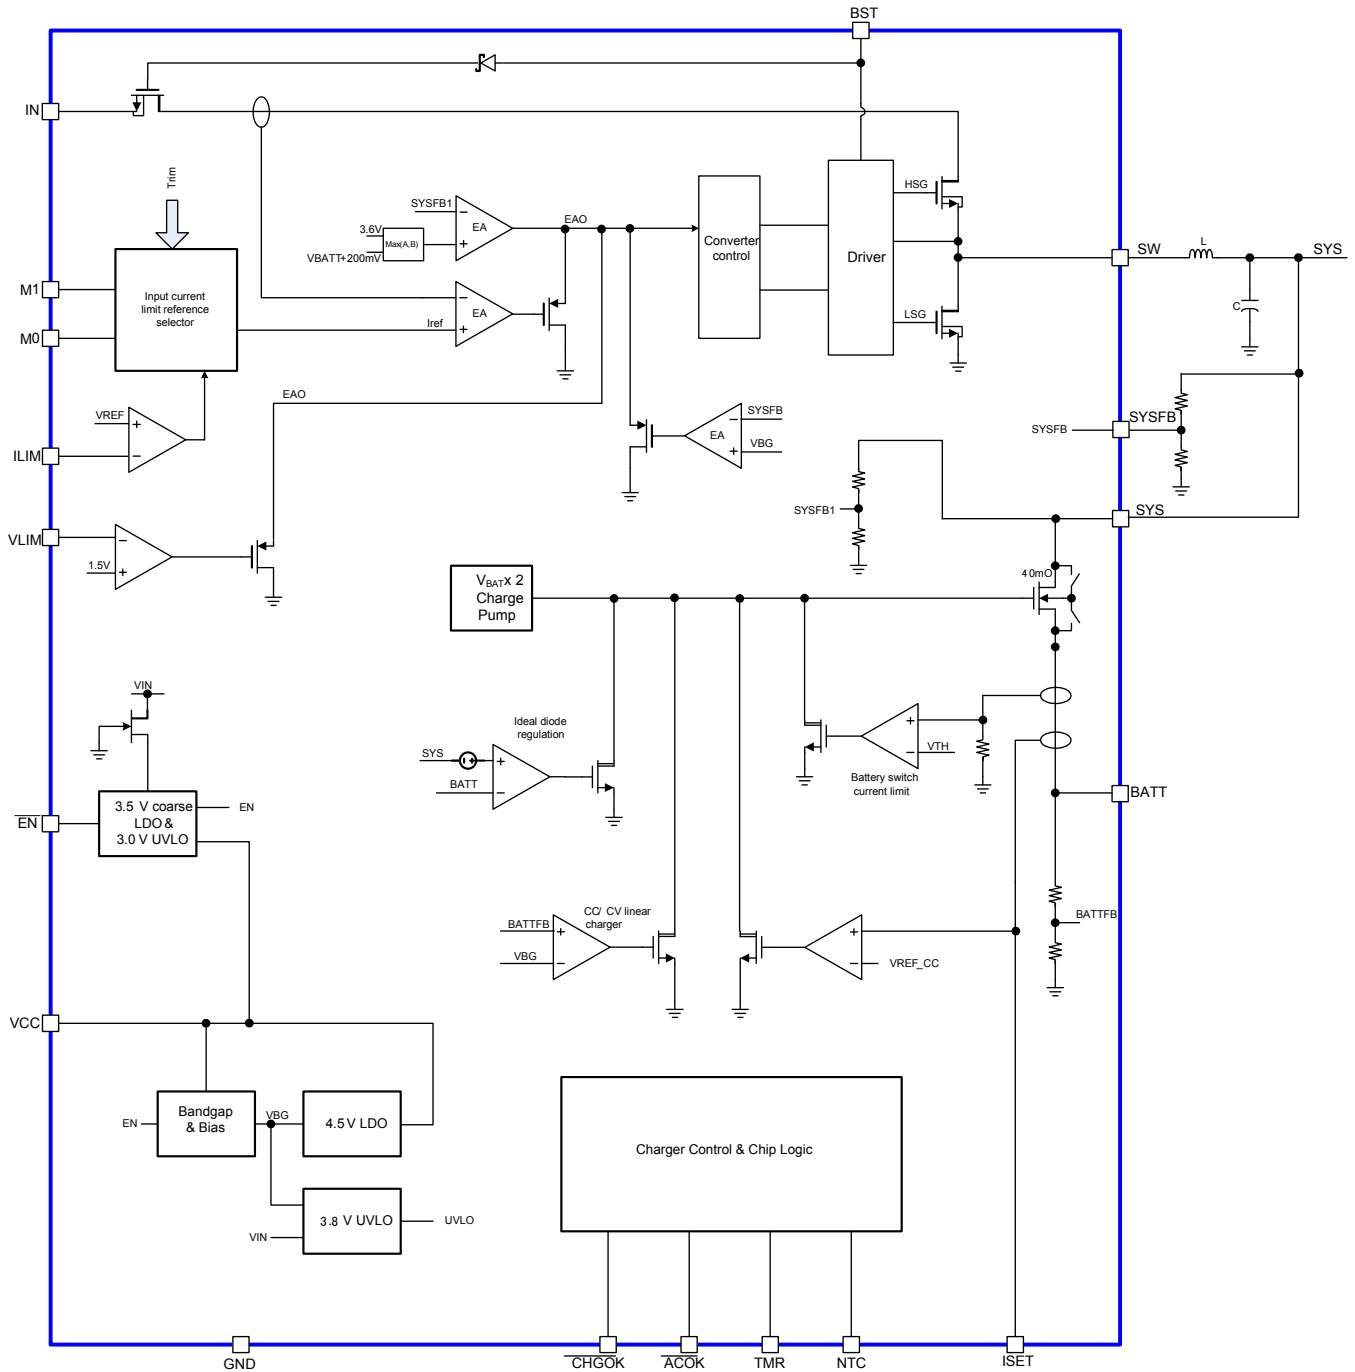 BST
IN
Trim
HSG
SYSFB1
EAO
3.6V
Max(A,B)
EA
VBATT+200mV
Converter
control
Driver
SW
L
SYS
M1
Input current
limit reference
selector
C
M0
Iref
EA
LSG
EAO
VREF
SYSFB
SYSFB
SYSFB
EA
VBG
ILIM
SYSFB1
SYS
VLIM
1.5V
40mO
VBATx 2
Charge
Pump
VIN
Ideal diode
regulation
SYS
BATT
VTH
Battery switch
current limit
BATT
3.5 V coarse
LDO &
3.0 V UVLO
EN
EN
CC/ CV linear
charger
BATTFB
VBG
VREF_CC
BATTFB
VCC
Bandgap
& Bias
EN
VBG
4.5V LDO
Charger Control & Chip Logic
3.8 V UVLO
UVLO
VIN
GND
CHGOK
ACOK
TMR
NTC
ISET